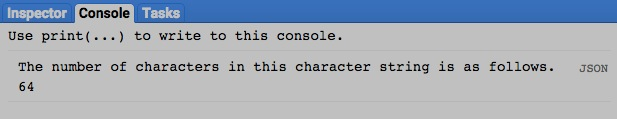 Inspector Console Tasks
Use print(...) to write to this console.
The number of characters in this character string is as follows. JSON
64